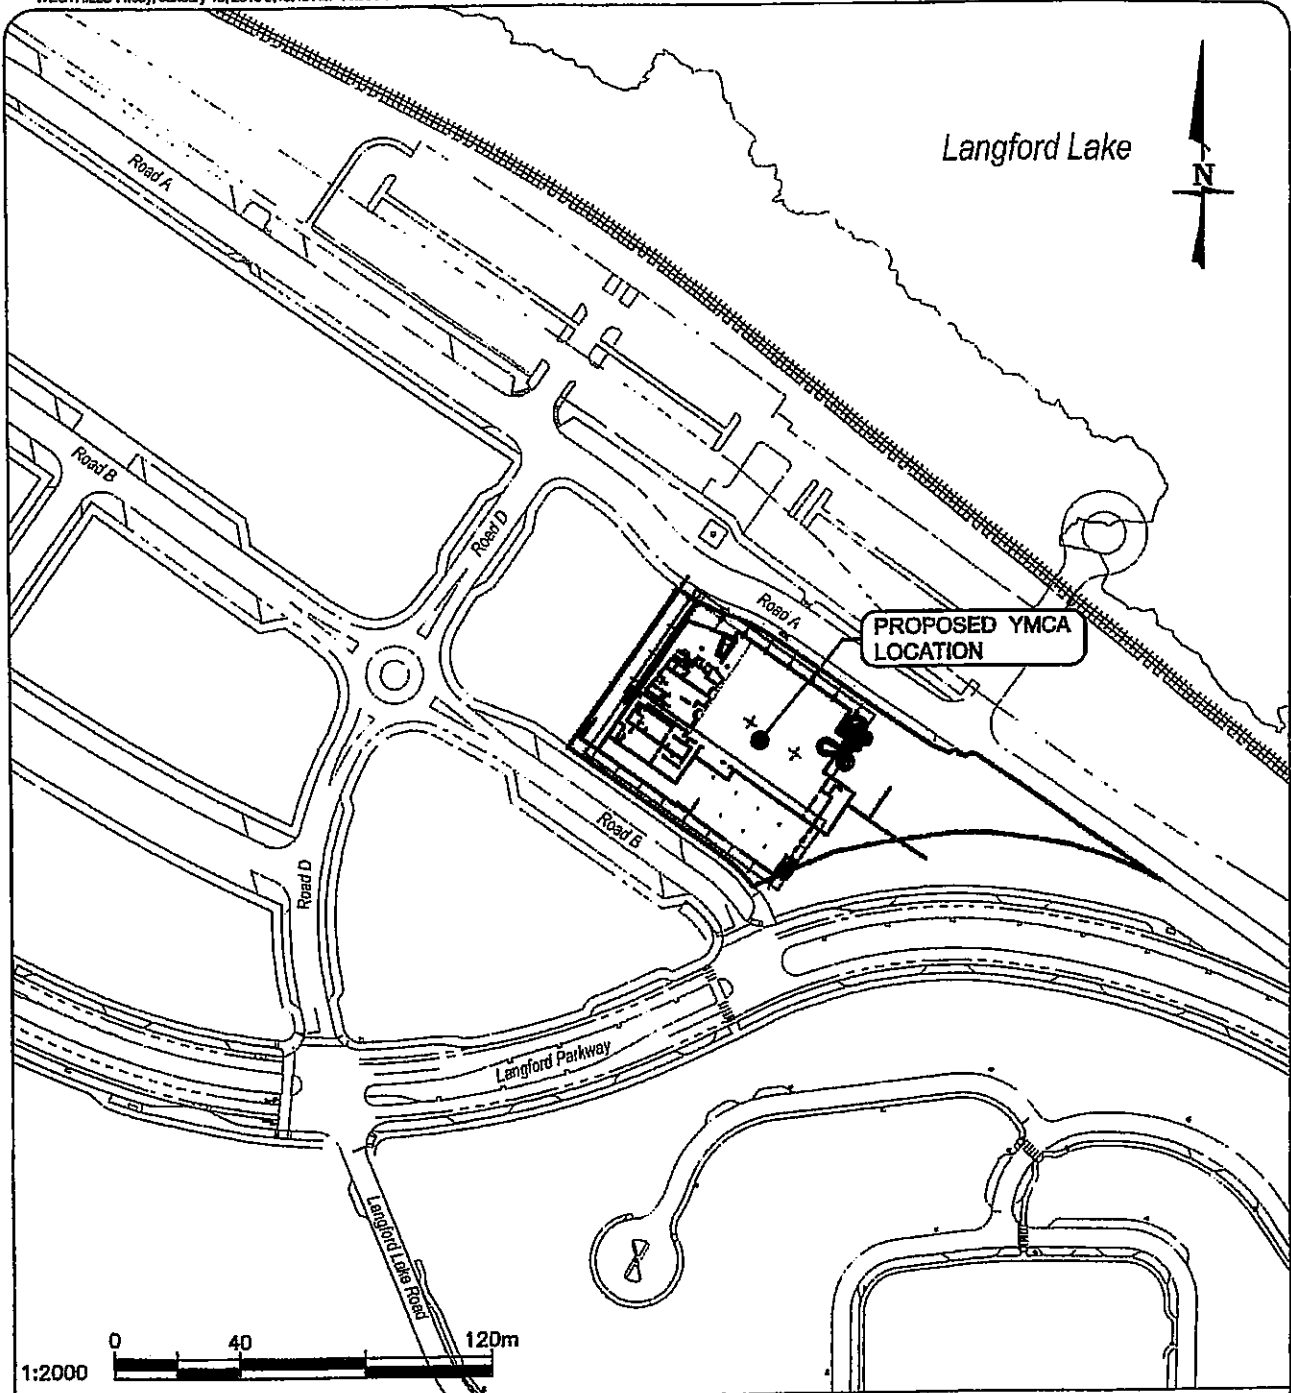 Langford Lake
N
Road A
Road B
Road D
Road A
PROPOSED YMCA
LOCATION
Road B
Road D
Langford Parkway
Langford Lake Road
0 40 120m
1:2000